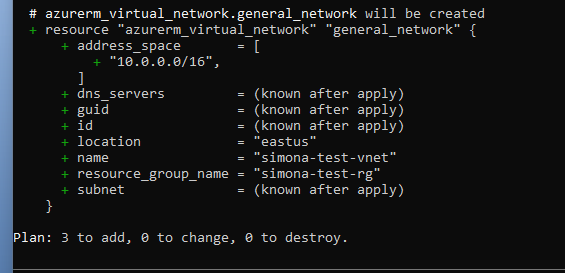 # azurerm_virtual_network.general_network will be created
+ resource "azurerm_virtual_network" "general_network" {
+ address_space = [
+ "10.0.0.0/16",
]
+ dns_servers = (known after apply)
+ guid = (known after apply)
+ id = (known after apply)
+ location = "eastus"
+ name = "simona-test-vnet"
+ resource_group_name = "simona-test-rg"
+ subnet = (known after apply)
}
Plan: 3 to add, 0 to change, 0 to destroy.